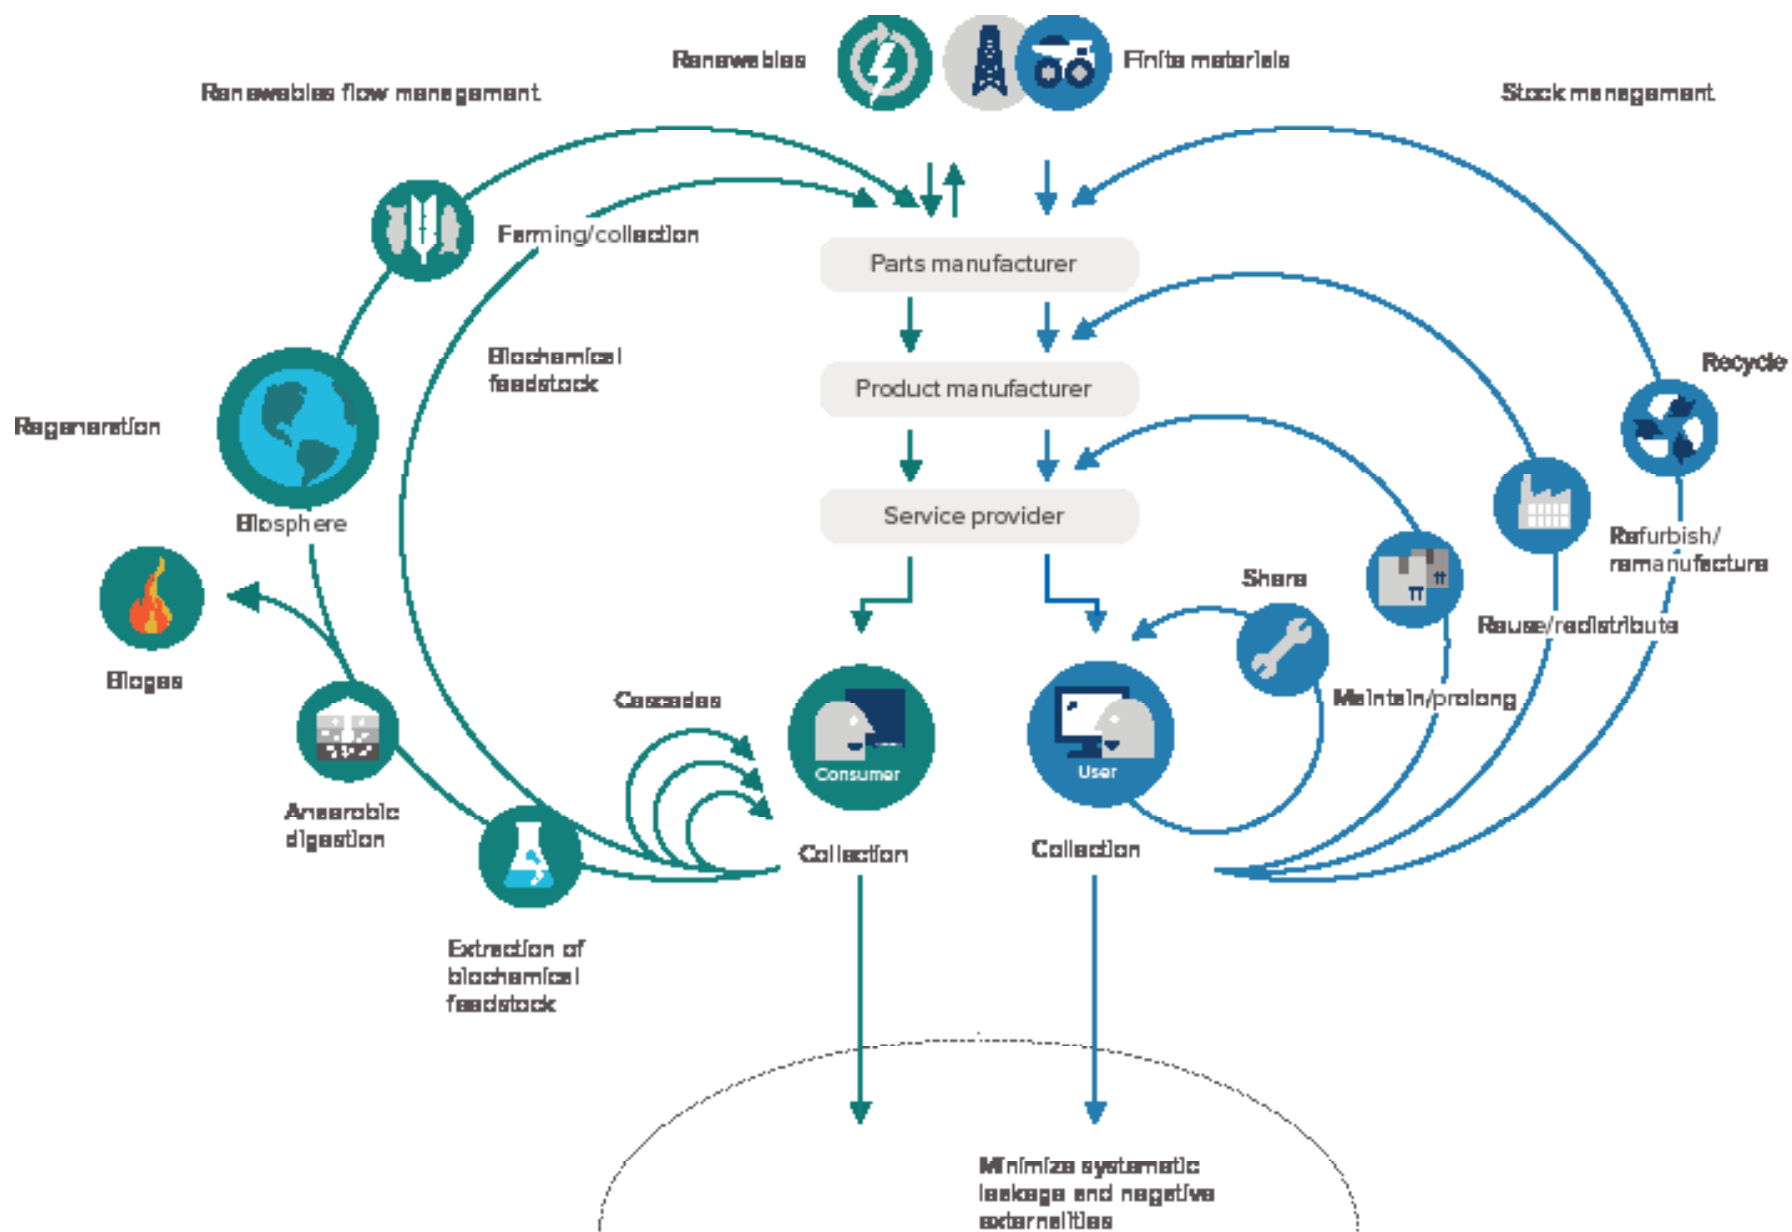 Renewables
Finite materials
Renewables flow management
Stock management
Farming/collection
Parts manufacturer
Biochemical
feedstock
Recycle
Product manufacturer
Regeneration
Service provider
Biosphere
Refurbish/
remanufacture
Share
Reuse/redistribute
Biogas
Cascades
Maintain/prolong
Consumer
User
Anaerobic
digestion
Collection
Collection
Extraction of
biochemical
feedstock
Minimize systematic
leakage and negative
externalities